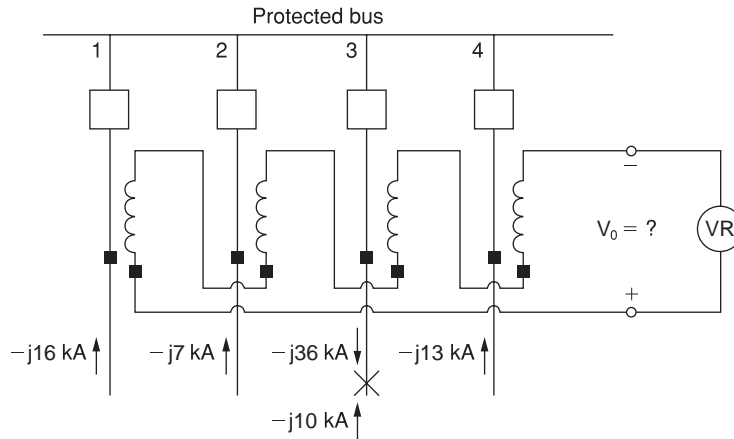 Protected bus
1 2 3 4
−
V₀ = ? VR
+
−j16 kA −j7 kA −j36 kA −j13 kA
−j10 kA